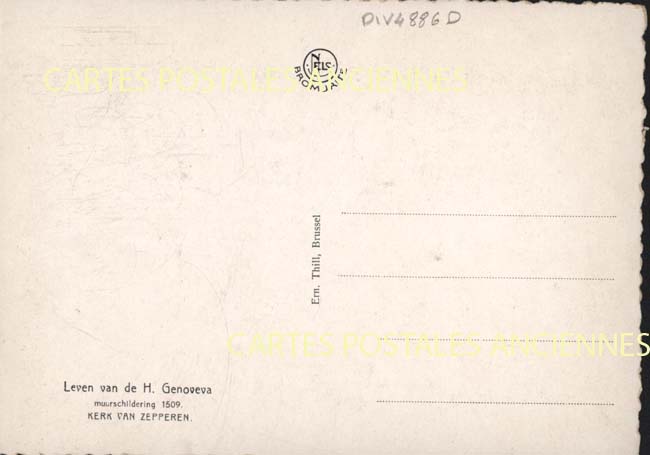 DIV4886D
NELS
BROMURITE
CARTES POSTALES ANCIENNES
Ern. Thill, Brussel
CARTES POSTALES ANCIENNES
Leven van de H. Genoveva
muurschildering 1509.
KERK VAN ZEPPEREN.